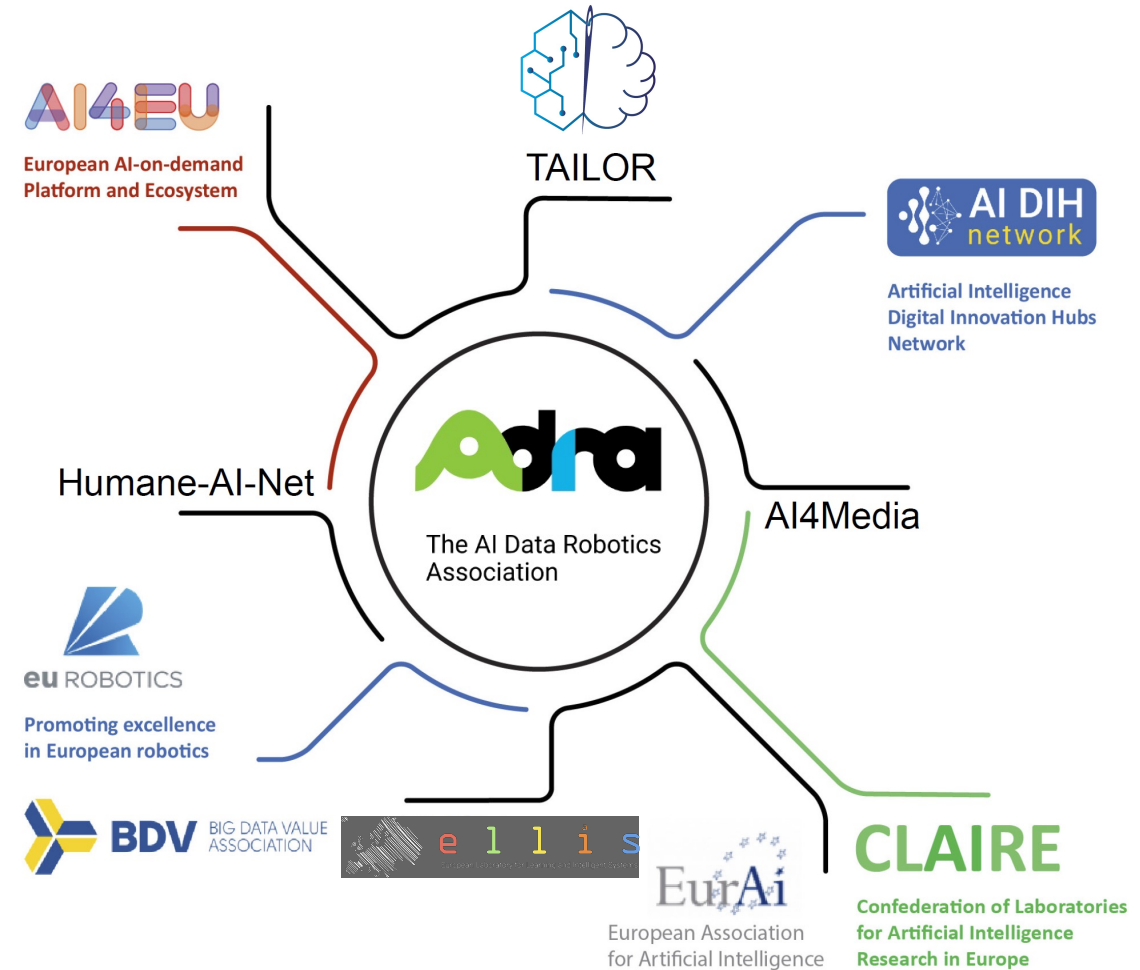 TAILOR
AI4EU
European AI-on-demand
Platform and Ecosystem
AI DIH
network
Artificial Intelligence
Digital Innovation Hubs
Network
Humane-AI-Net
Adra
The AI Data Robotics
Association
AI4Media
eu ROBOTICS
Promoting excellence
in European robotics
BDV
BIG DATA VALUE
ASSOCIATION
ellis
EurAi
European Association
for Artificial Intelligence
CLAIRE
Confederation of Laboratories
for Artificial Intelligence
Research in Europe